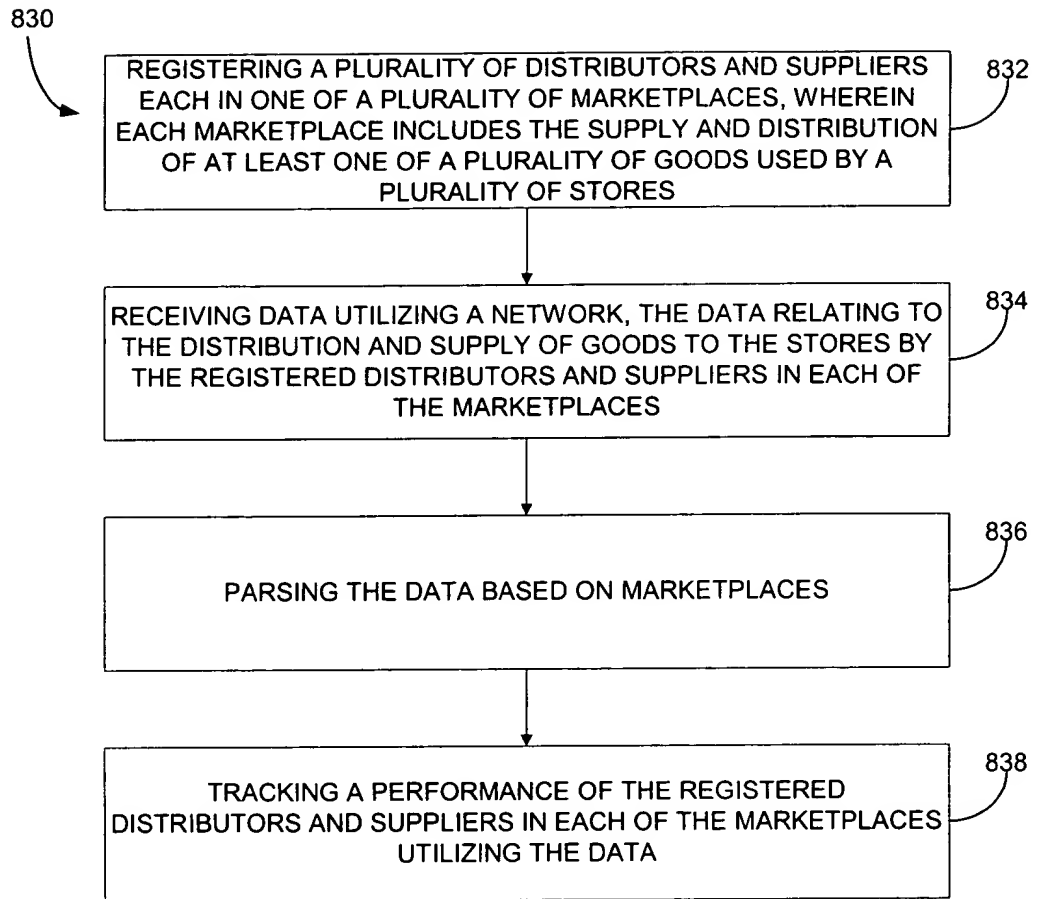 830
REGISTERING A PLURALITY OF DISTRIBUTORS AND SUPPLIERS
EACH IN ONE OF A PLURALITY OF MARKETPLACES, WHEREIN
EACH MARKETPLACE INCLUDES THE SUPPLY AND DISTRIBUTION
OF AT LEAST ONE OF A PLURALITY OF GOODS USED BY A
PLURALITY OF STORES
832
RECEIVING DATA UTILIZING A NETWORK, THE DATA RELATING TO
THE DISTRIBUTION AND SUPPLY OF GOODS TO THE STORES BY
THE REGISTERED DISTRIBUTORS AND SUPPLIERS IN EACH OF
THE MARKETPLACES
834
PARSING THE DATA BASED ON MARKETPLACES
836
TRACKING A PERFORMANCE OF THE REGISTERED
DISTRIBUTORS AND SUPPLIERS IN EACH OF THE MARKETPLACES
UTILIZING THE DATA
838